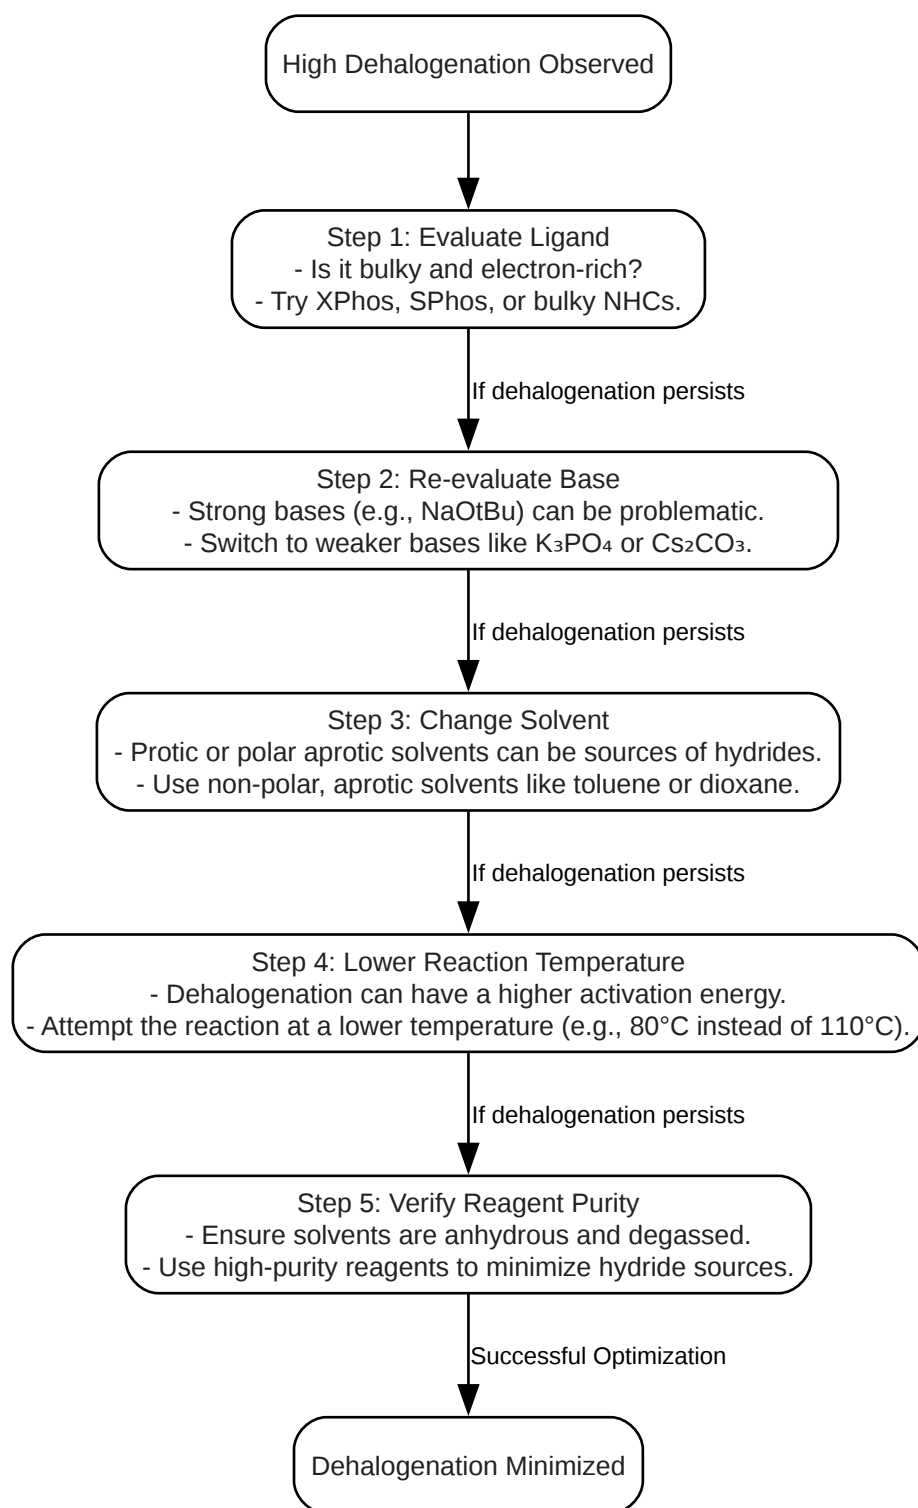 High Dehalogenation Observed
Step 1: Evaluate Ligand
- Is it bulky and electron-rich?
- Try XPhos, SPhos, or bulky NHCs.
If dehalogenation persists
Step 2: Re-evaluate Base
- Strong bases (e.g., NaOtBu) can be problematic.
- Switch to weaker bases like K₃PO₄ or Cs₂CO₃.
If dehalogenation persists
Step 3: Change Solvent
- Protic or polar aprotic solvents can be sources of hydrides.
- Use non-polar, aprotic solvents like toluene or dioxane.
If dehalogenation persists
Step 4: Lower Reaction Temperature
- Dehalogenation can have a higher activation energy.
- Attempt the reaction at a lower temperature (e.g., 80°C instead of 110°C).
If dehalogenation persists
Step 5: Verify Reagent Purity
- Ensure solvents are anhydrous and degassed.
- Use high-purity reagents to minimize hydride sources.
Successful Optimization
Dehalogenation Minimized